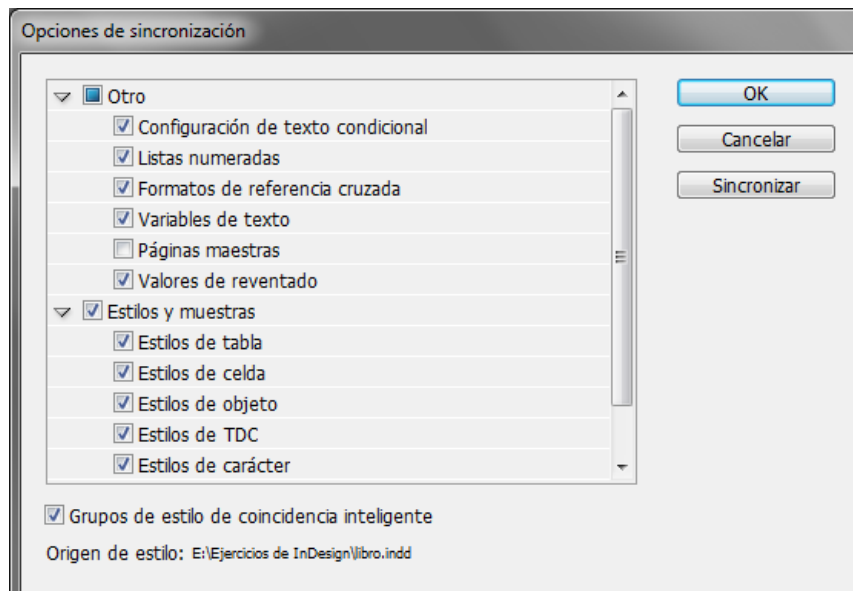 Opciones de sincronización
Otro
Configuración de texto condicional
Listas numeradas
Formatos de referencia cruzada
Variables de texto
Páginas maestras
Valores de reventado
Estilos y muestras
Estilos de tabla
Estilos de celda
Estilos de objeto
Estilos de TDC
Estilos de carácter
OK
Cancelar
Sincronizar
Grupos de estilo de coincidencia inteligente
Origen de estilo: E:\Ejercicios de InDesign\libro.indd